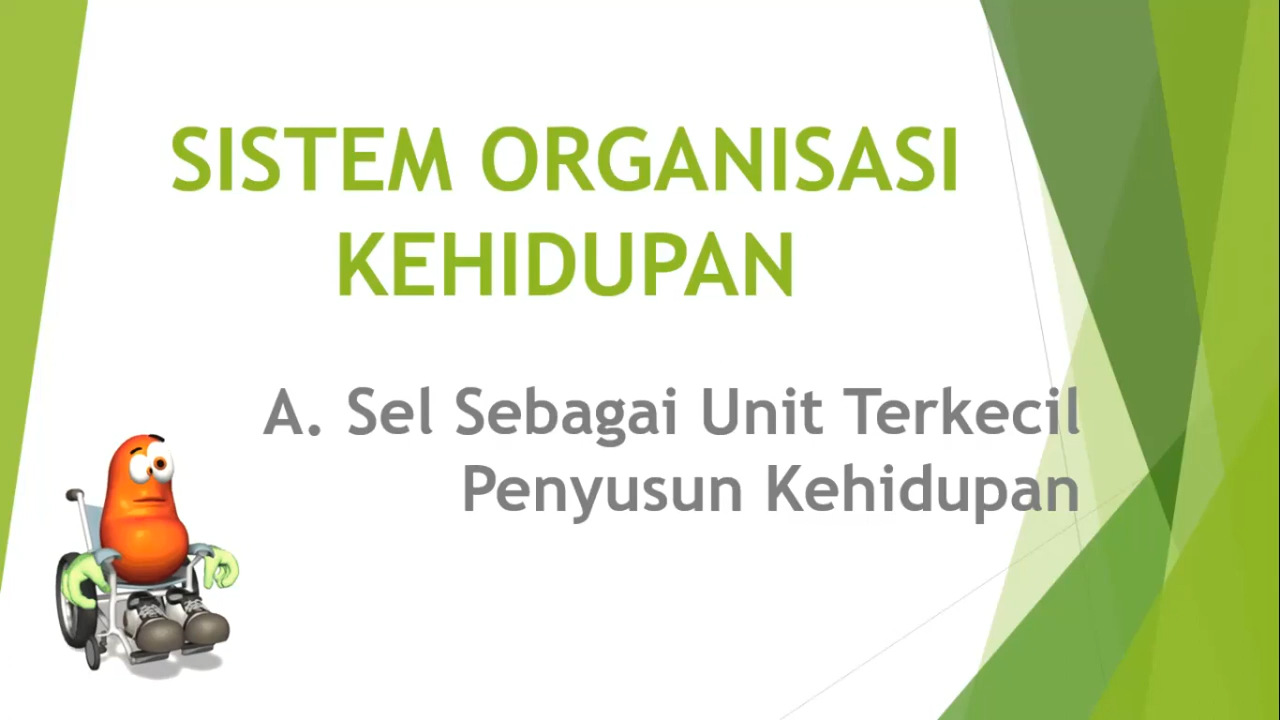 SISTEM ORGANISASI
KEHIDUPAN
A. Sel Sebagai Unit Terkecil
Penyusun Kehidupan